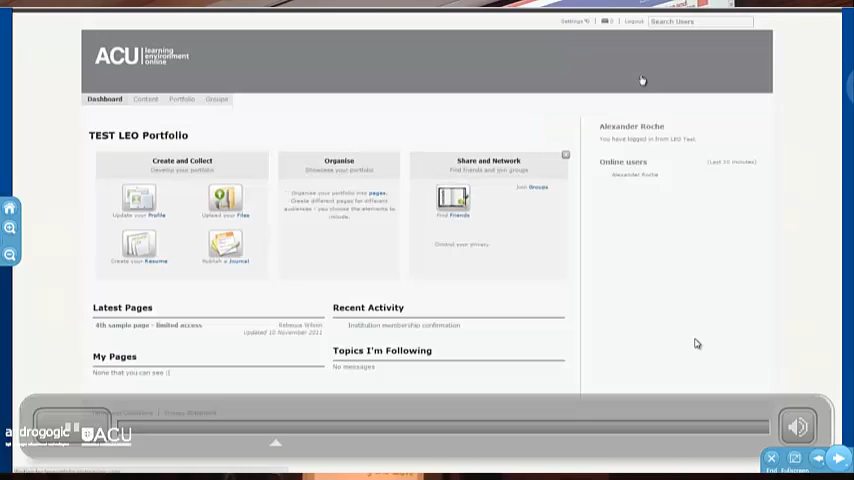 Settings | 0 | Logout Search Users
ACU learning environment online
Dashboard Content Portfolio Groups
TEST LEO Portfolio
Create and Collect
Develop your portfolio
Update your Profile
Upload your Files
Create your Resume
Publish a Journal
Organise
Showcase your portfolio
Organise your portfolio into pages.
Create different pages for different
audiences - you choose the elements to
include.
Share and Network
Find friends and join groups
Find Friends
Join Groups
Control your privacy
Alexander Roche
You have logged in from LEO Test.
Online users (Last 10 minutes)
Alexander Roche
Latest Pages
4th sample page - limited access
Rebecca Wilson
Updated 10 November 2011
My Pages
None that you can see :(
Recent Activity
Institution membership confirmation
Topics I'm Following
No messages
androgogic
ACU
End Fullscreen